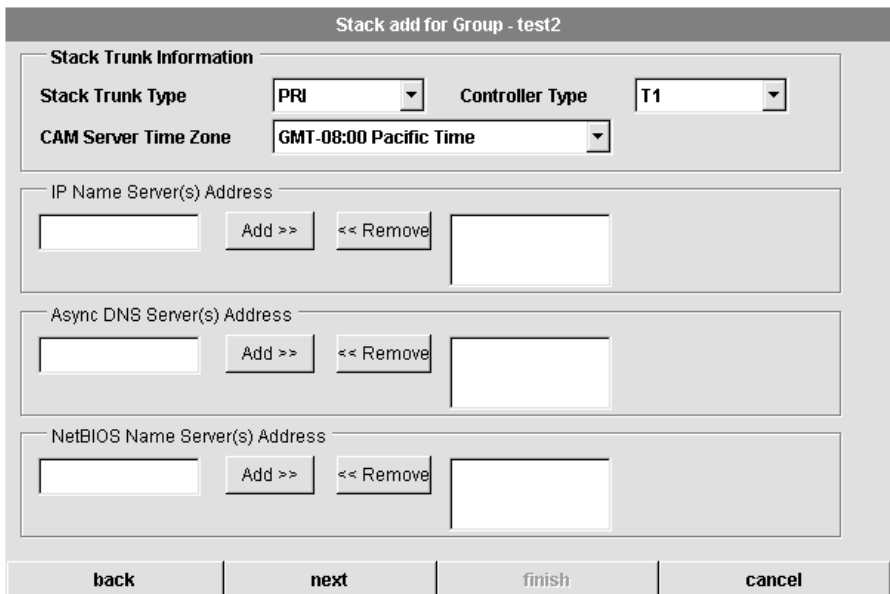 Stack add for Group - test2
Stack Trunk Information
Stack Trunk Type PRI Controller Type T1
CAM Server Time Zone GMT-08:00 Pacific Time
IP Name Server(s) Address
Add >> << Remove
Async DNS Server(s) Address
Add >> << Remove
NetBIOS Name Server(s) Address
Add >> << Remove
back next finish cancel